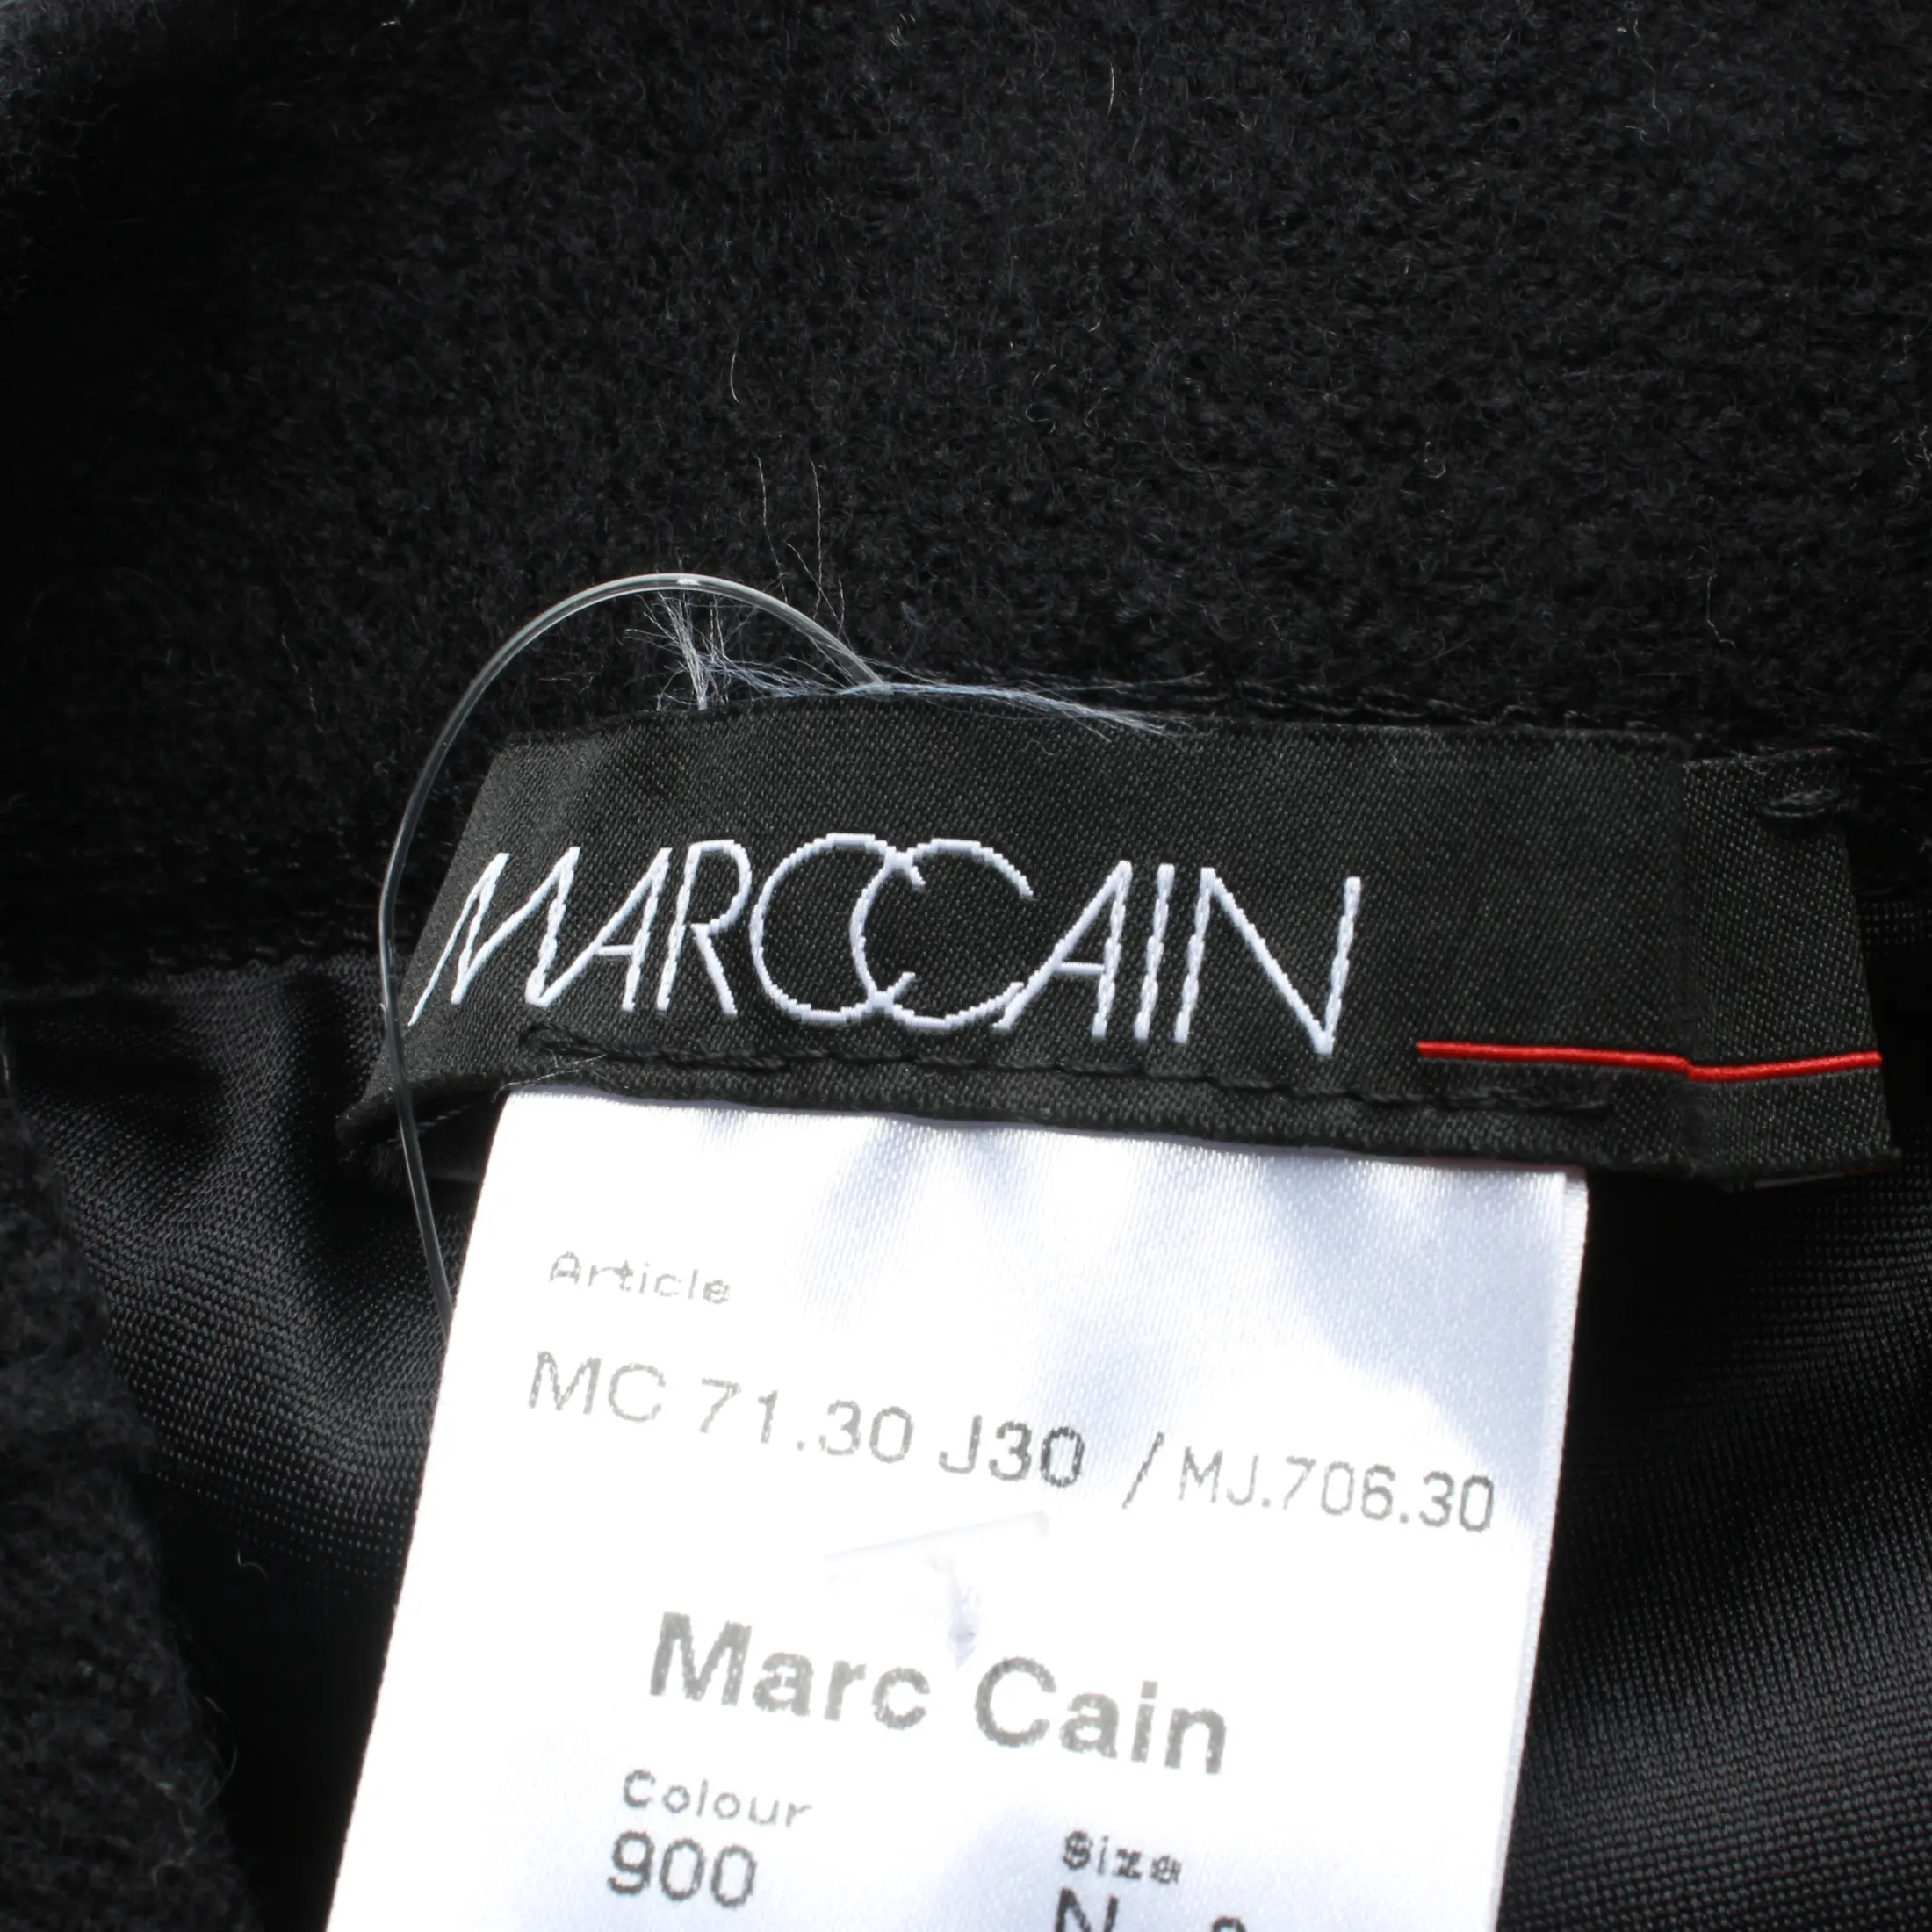 MARCCAIN
Article
MC 71.30 J30 / MJ.706.30
Marc Cain
Colour
900
Size
N